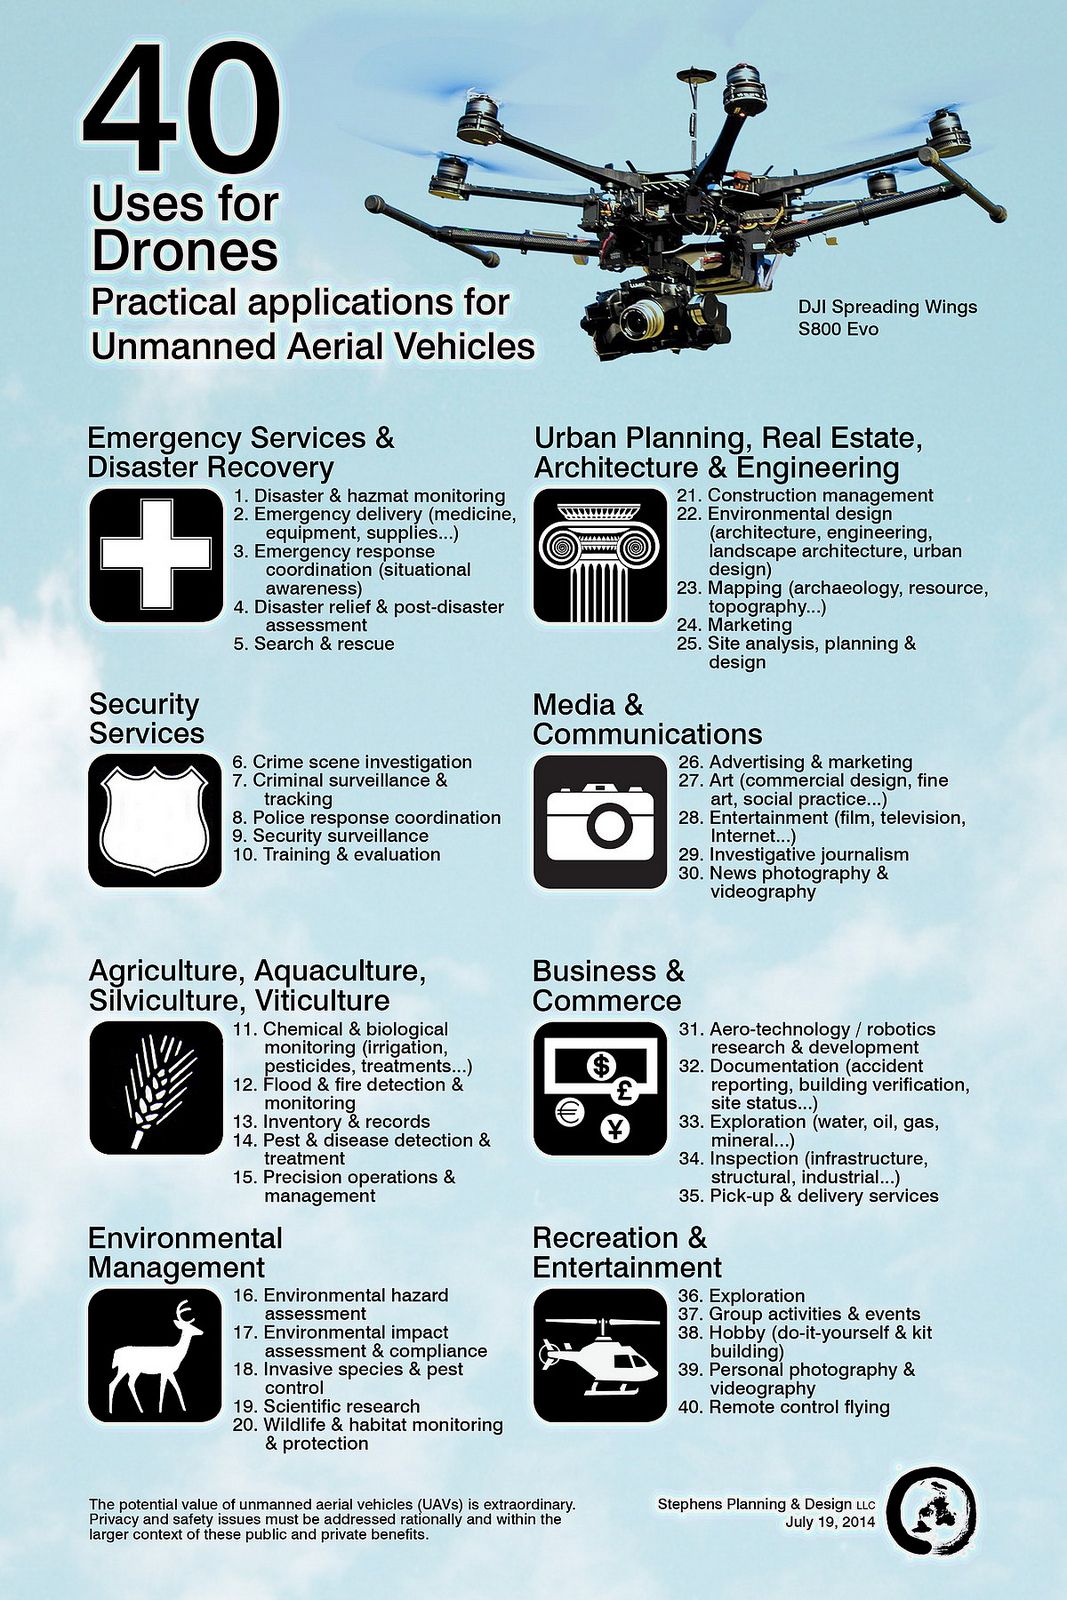 40
Uses for
Drones
Practical applications for
Unmanned Aerial Vehicles
DJI Spreading Wings
S800 Evo
Emergency Services &
Disaster Recovery
1. Disaster & hazmat monitoring
2. Emergency delivery (medicine,
equipment, supplies...)
3. Emergency response
coordination (situational
awareness)
4. Disaster relief & post-disaster
assessment
5. Search & rescue
Security
Services
6. Crime scene investigation
7. Criminal surveillance &
tracking
8. Police response coordination
9. Security surveillance
10. Training & evaluation
Agriculture, Aquaculture,
Silviculture, Viticulture
11. Chemical & biological
monitoring (irrigation,
pesticides, treatments...)
12. Flood & fire detection &
monitoring
13. Inventory & records
14. Pest & disease detection &
treatment
15. Precision operations &
management
Environmental
Management
16. Environmental hazard
assessment
17. Environmental impact
assessment & compliance
18. Invasive species & pest
control
19. Scientific research
20. Wildlife & habitat monitoring
& protection
Urban Planning, Real Estate,
Architecture & Engineering
21. Construction management
22. Environmental design
(architecture, engineering,
landscape architecture, urban
design)
23. Mapping (archaeology, resource,
topography...)
24. Marketing
25. Site analysis, planning &
design
Media &
Communications
26. Advertising & marketing
27. Art (commercial design, fine
art, social practice...)
28. Entertainment (film, television,
Internet...)
29. Investigative journalism
30. News photography &
videography
Business &
Commerce
$
£
€
¥
31. Aero-technology / robotics
research & development
32. Documentation (accident
reporting, building verification,
site status...)
33. Exploration (water, oil, gas,
mineral...)
34. Inspection (infrastructure,
structural, industrial...)
35. Pick-up & delivery services
Recreation &
Entertainment
36. Exploration
37. Group activities & events
38. Hobby (do-it-yourself & kit
building)
39. Personal photography &
videography
40. Remote control flying
The potential value of unmanned aerial vehicles (UAVs) is extraordinary.
Privacy and safety issues must be addressed rationally and within the
larger context of these public and private benefits.
Stephens Planning & Design LLC
July 19, 2014